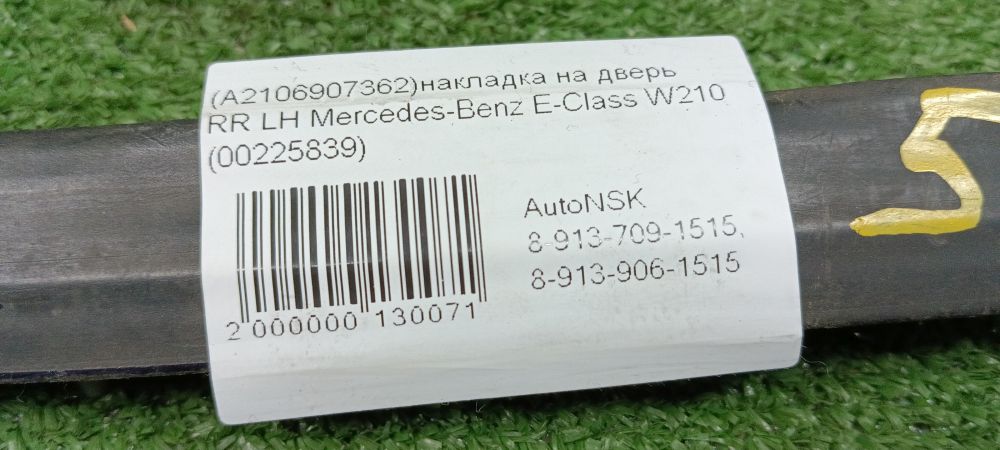 (A2106907362)накладка на дверь
RR LH Mercedes-Benz E-Class W210
(00225839)
AutoNSK
8-913-709-1515,
8-913-906-1515
2 000000 130071